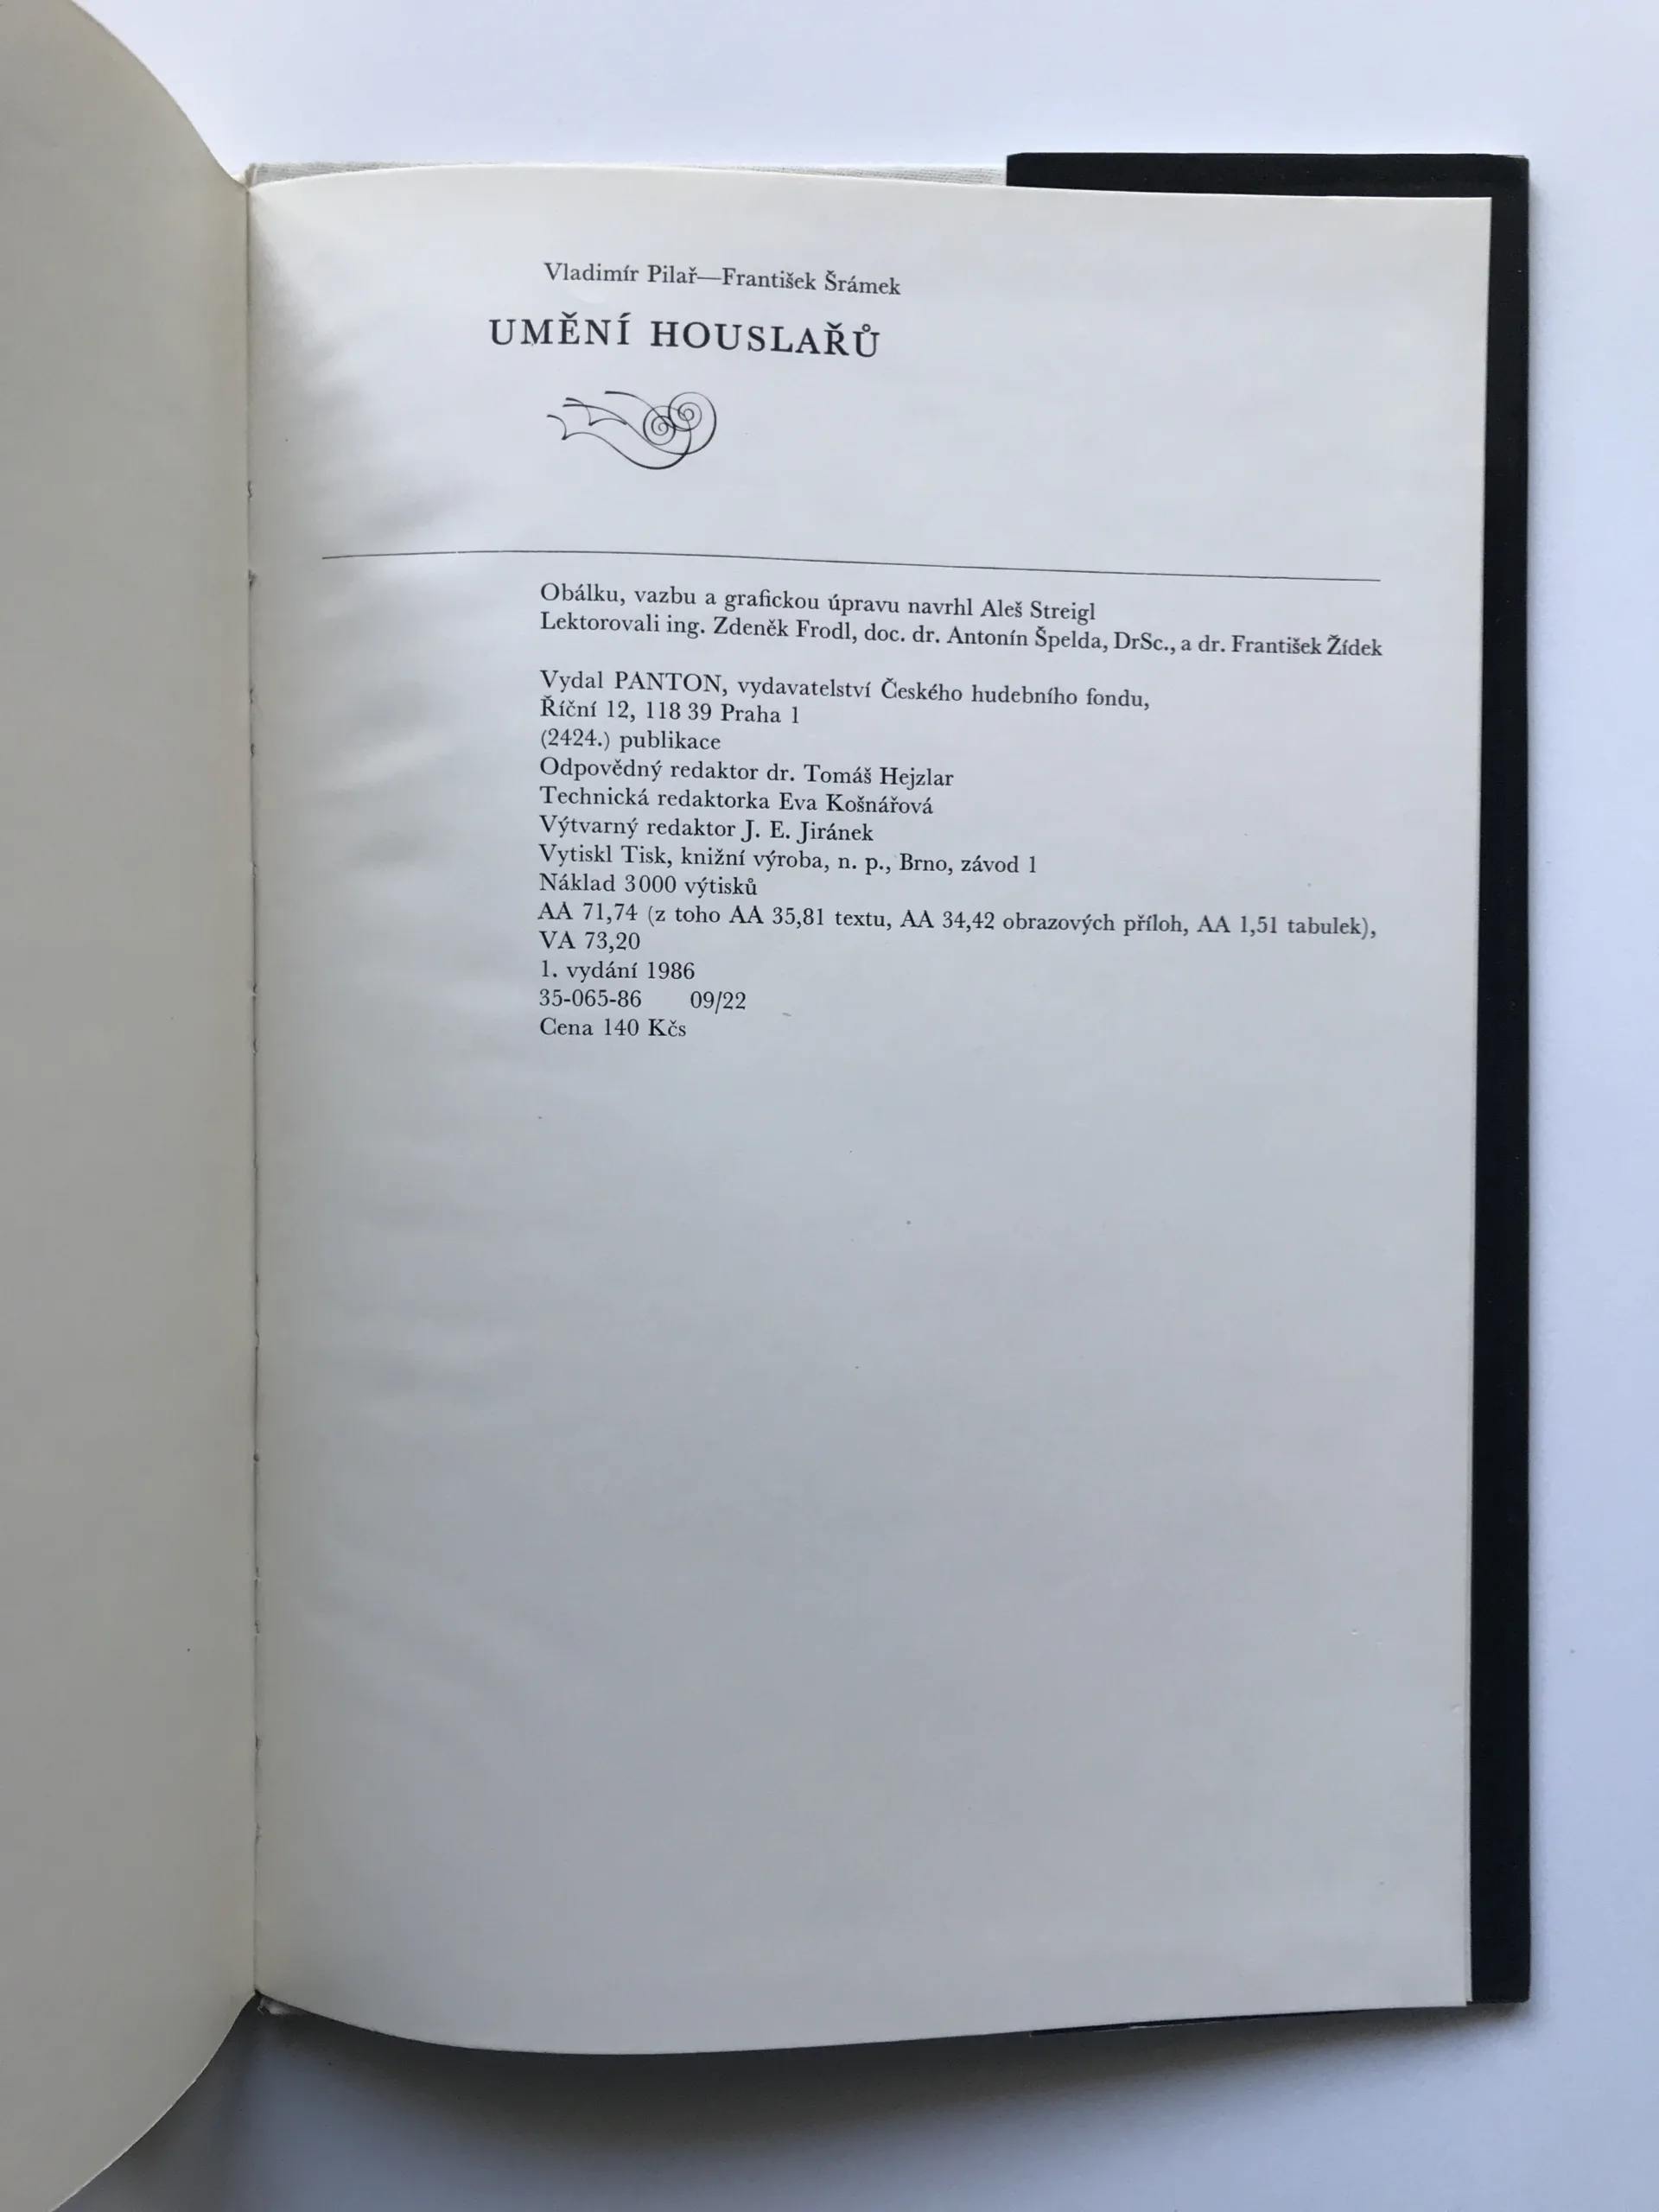 Vladimír Pilař—František Šrámek
UMĚNÍ HOUSLAŘŮ
Obálku, vazbu a grafickou úpravu navrhl Aleš Streigl
Lektorovali ing. Zdeněk Frodl, doc. dr. Antonín Špelda, DrSc., a dr. František Žídek
Vydal PANTON, vydavatelství Českého hudebního fondu,
Říční 12, 118 39 Praha 1
(2424.) publikace
Odpovědný redaktor dr. Tomáš Hejzlar
Technická redaktorka Eva Košnářová
Výtvarný redaktor J. E. Jiránek
Vytiskl Tisk, knižní výroba, n. p., Brno, závod 1
Náklad 3000 výtisků
AA 71,74 (z toho AA 35,81 textu, AA 34,42 obrazových příloh, AA 1,51 tabulek),
VA 73,20
1. vydání 1986
35-065-86 09/22
Cena 140 Kčs